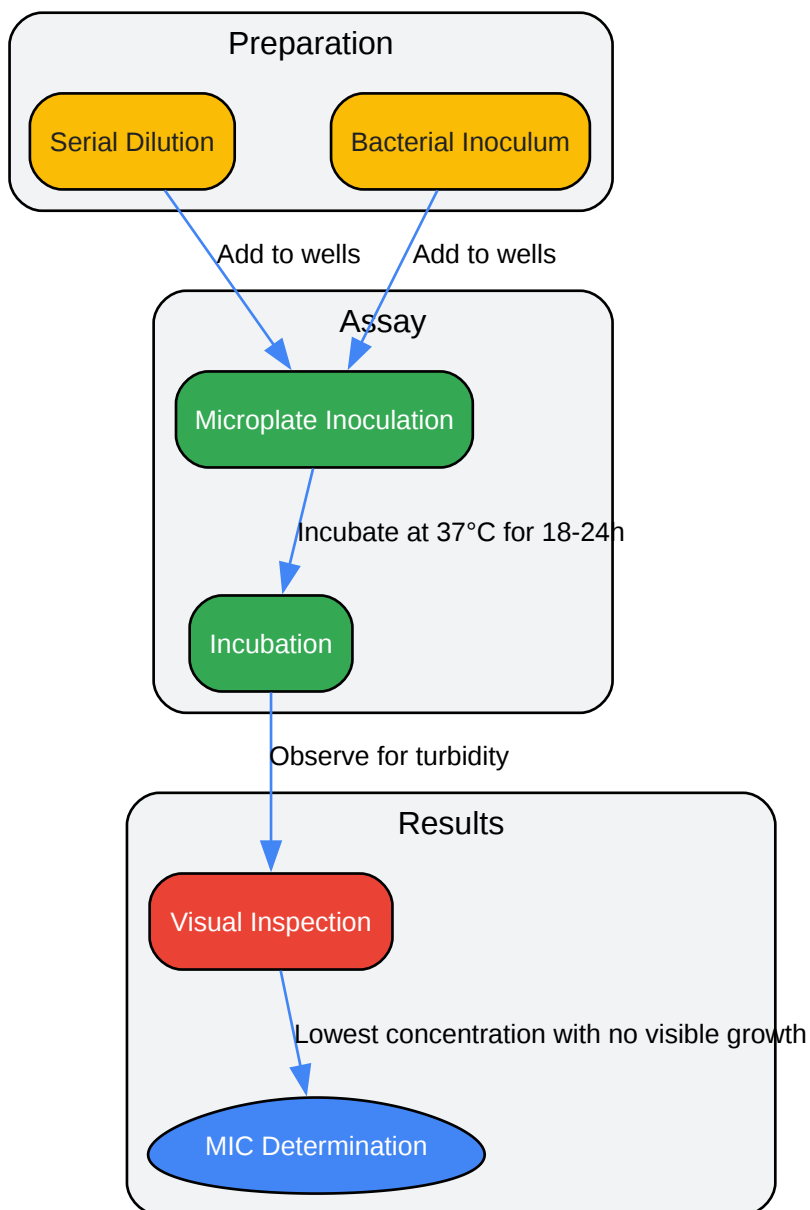 Preparation
Serial Dilution
Bacterial Inoculum
Add to wells
Add to wells
Assay
Microplate Inoculation
Incubate at 37°C for 18-24h
Incubation
Observe for turbidity
Results
Visual Inspection
Lowest concentration with no visible growth
MIC Determination